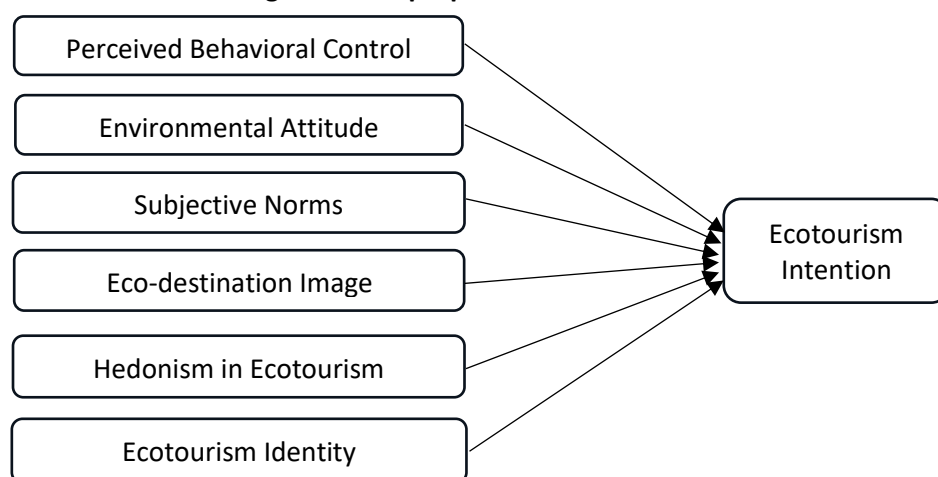 Perceived Behavioral Control
Environmental Attitude
Subjective Norms
Eco-destination Image
Hedonism in Ecotourism
Ecotourism Identity
Ecotourism
Intention